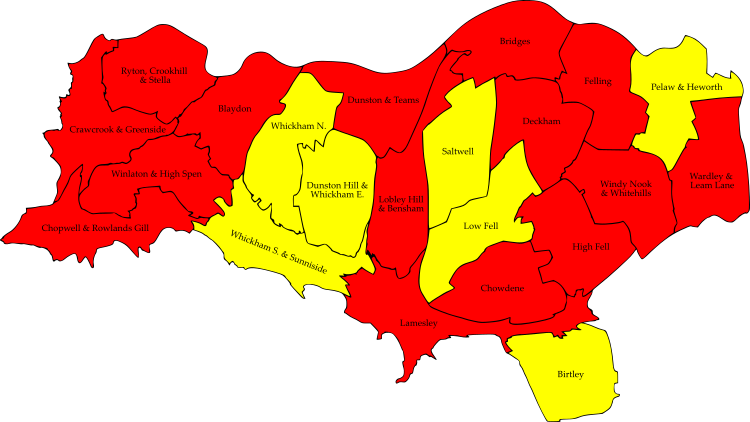 Bridges
Ryton, Crookhill
& Stella
Felling
Pelaw & Heworth
Blaydon
Dunston & Teams
Crawcrook & Greenside
Whickham N.
Deckham
Saltwell
Winlaton & High Spen
Dunston Hill &
Whickham E.
Lobley Hill
& Bensham
Windy Nook
& Whitehills
Wardley &
Leam Lane
Chopwell & Rowlands Gill
Low Fell
Whickham S. & Sunniside
High Fell
Chowdene
Lamesley
Birtley